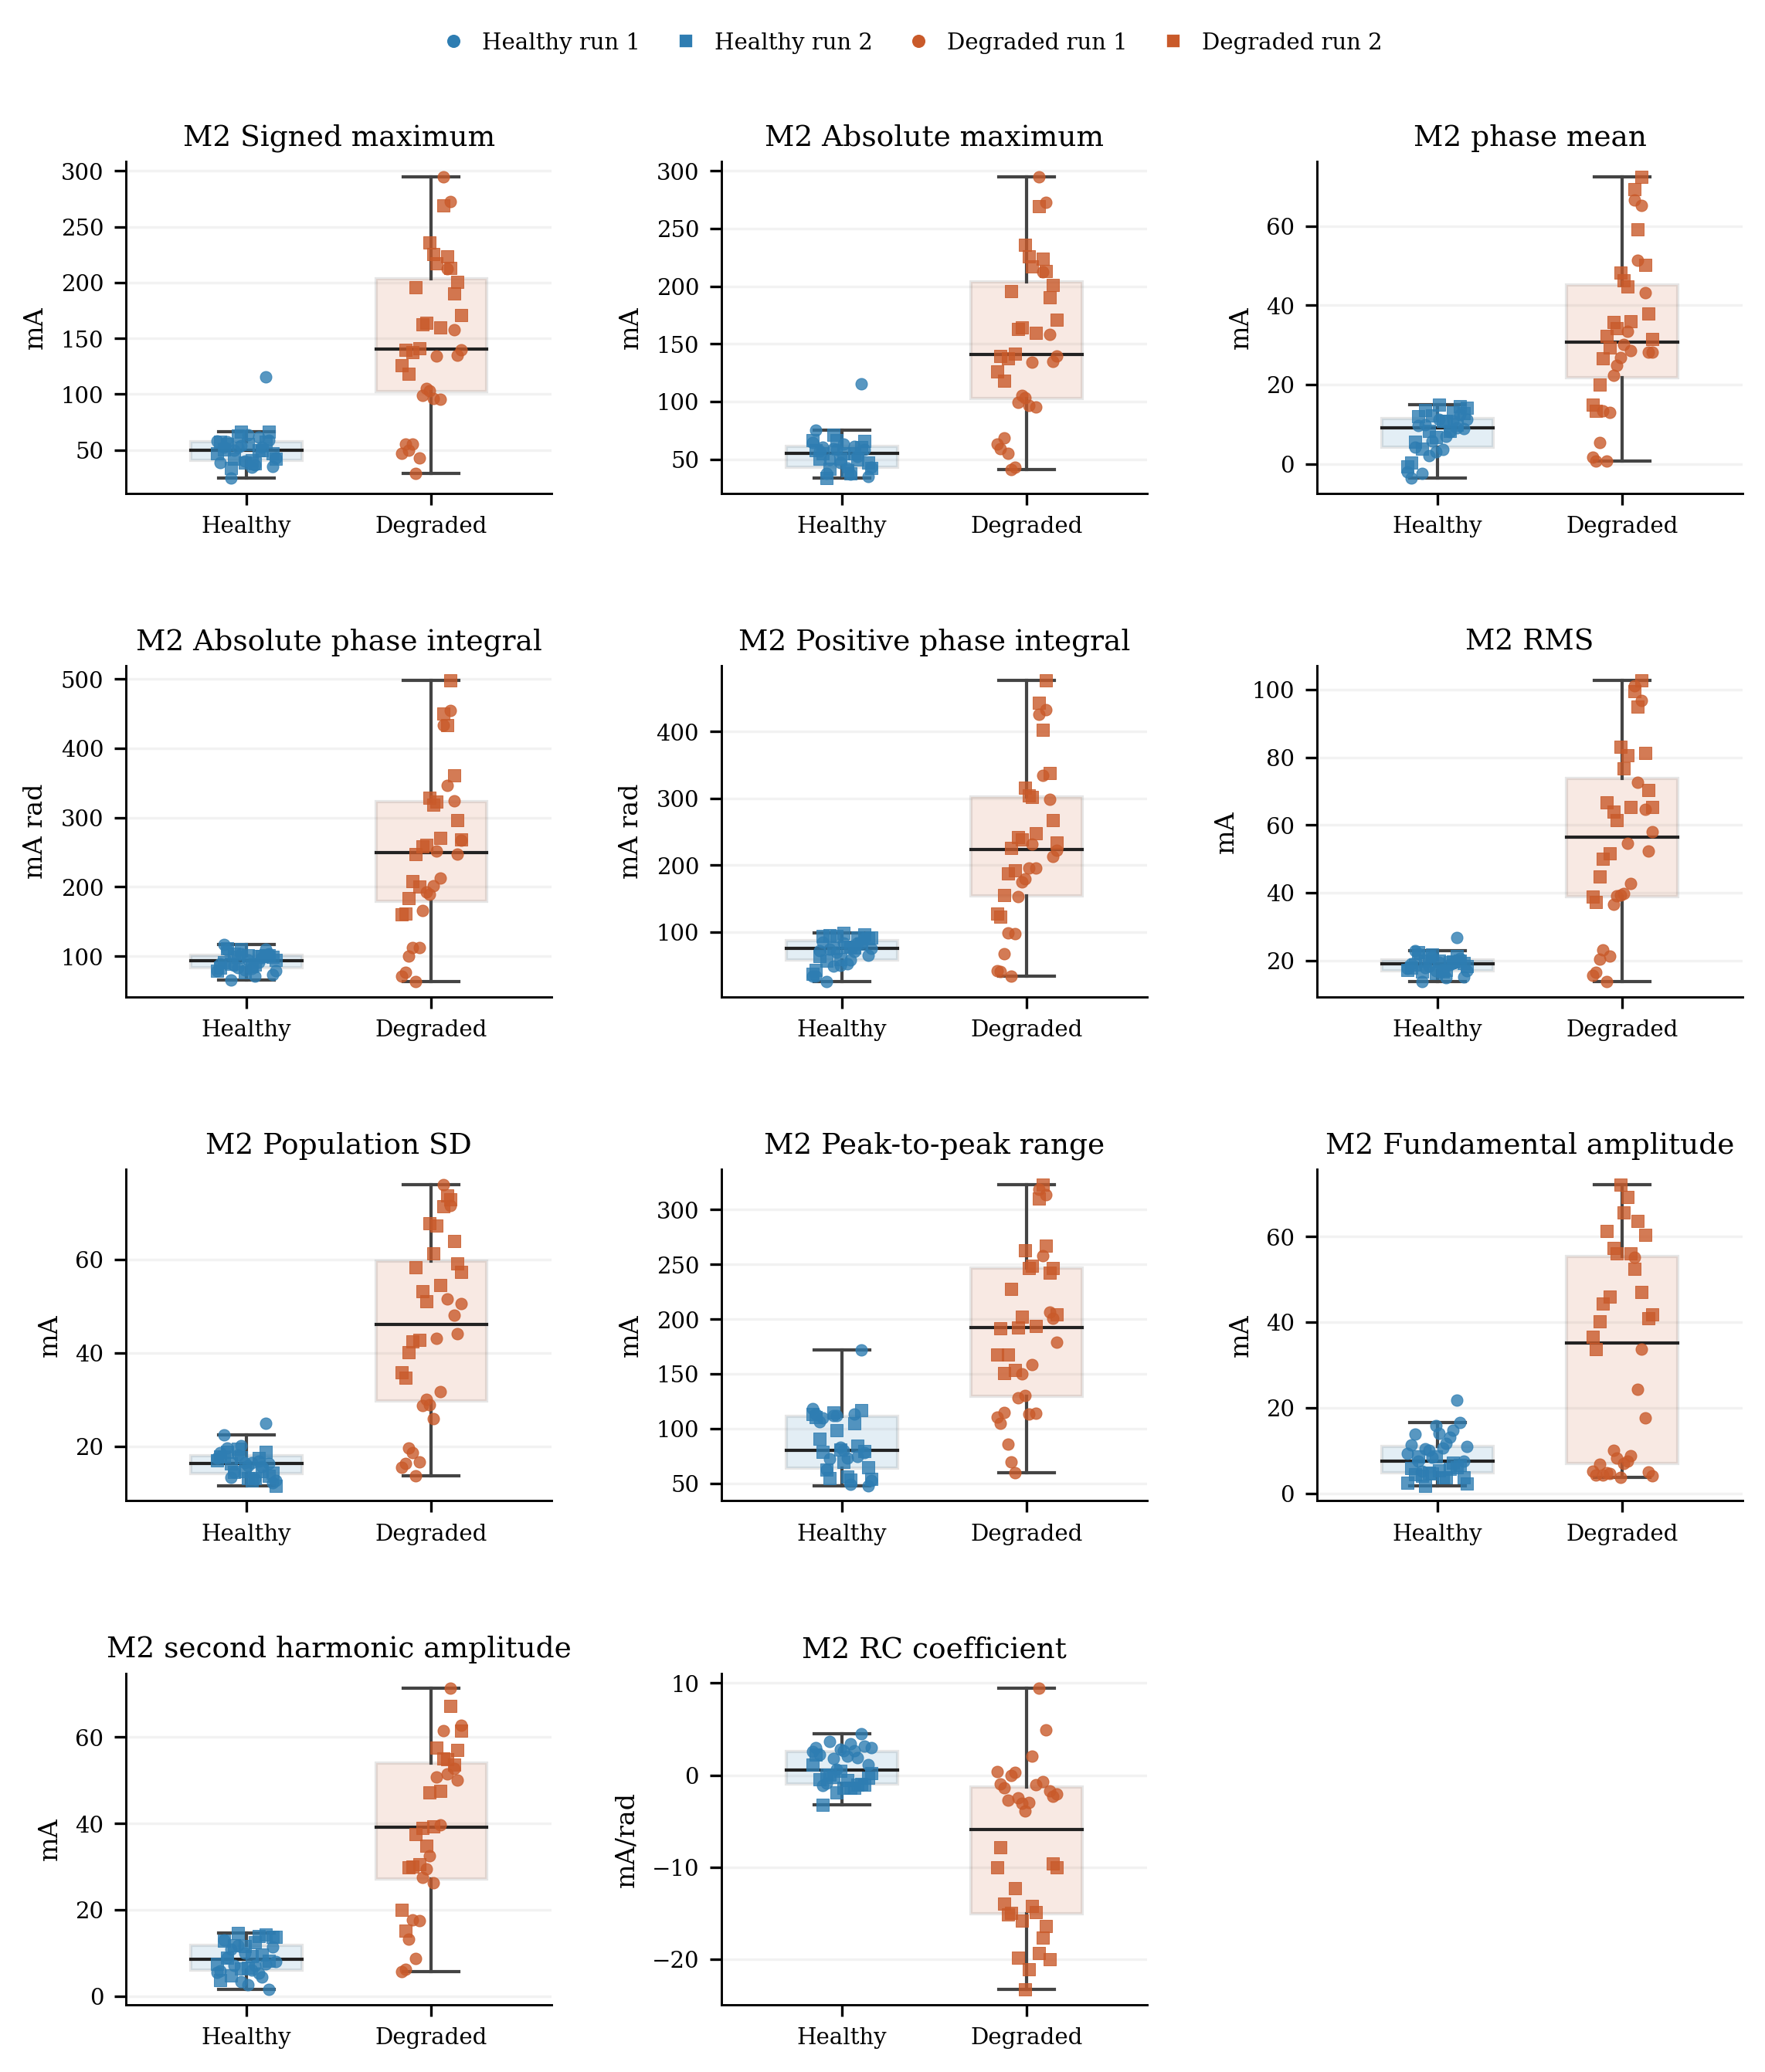 Healthy run 1 Healthy run 2 Degraded run 1 Degraded run 2
M2 Signed maximum
300
250
200
150
100
50
mA
Healthy Degraded
M2 Absolute maximum
300
250
200
150
100
50
mA
Healthy Degraded
M2 phase mean
60
40
20
0
mA
Healthy Degraded
M2 Absolute phase integral
500
400
300
200
100
mA rad
Healthy Degraded
M2 Positive phase integral
400
300
200
100
mA rad
Healthy Degraded
M2 RMS
100
80
60
40
20
mA
Healthy Degraded
M2 Population SD
60
40
20
mA
Healthy Degraded
M2 Peak-to-peak range
300
250
200
150
100
50
mA
Healthy Degraded
M2 Fundamental amplitude
60
40
20
0
mA
Healthy Degraded
M2 second harmonic amplitude
60
40
20
0
mA
Healthy Degraded
M2 RC coefficient
10
0
−10
−20
mA/rad
Healthy Degraded